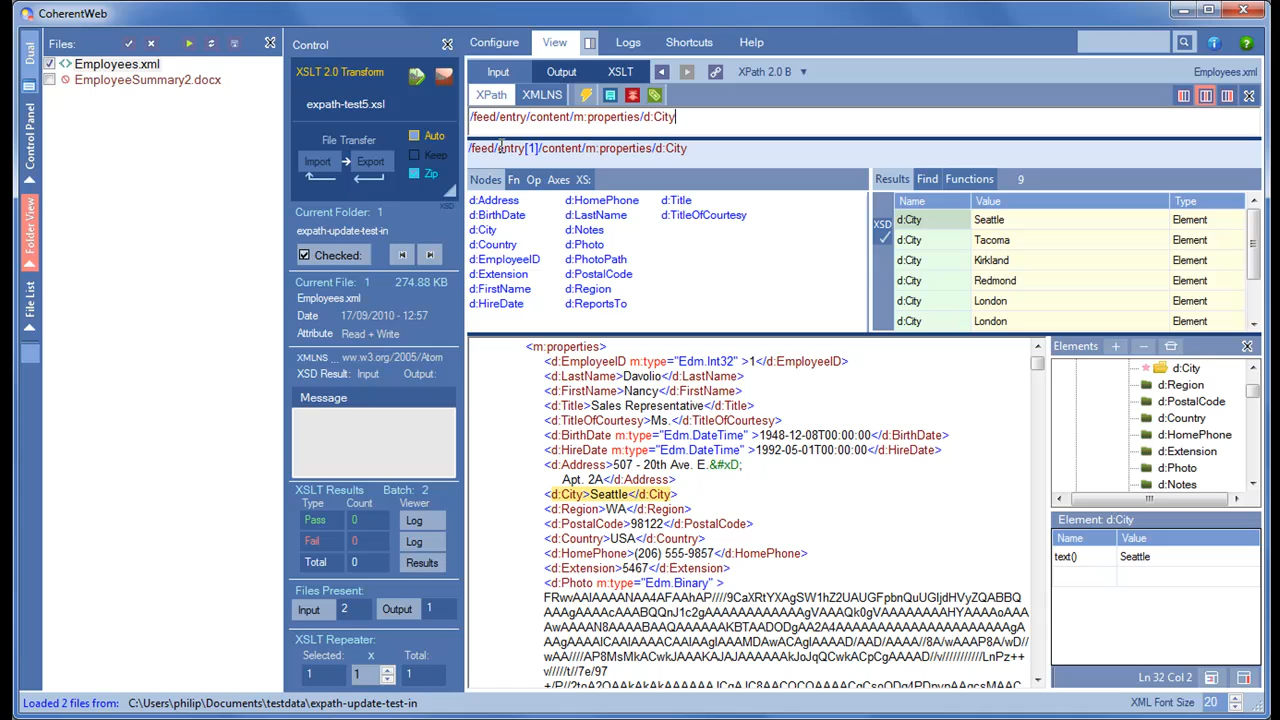 CoherentWeb
Files:
Dual
Control Panel
Folder View
File List
Employees.xml
EmployeeSummary2.docx
Control
XSLT 2.0 Transform
expath-test5.xsl
File Transfer
Import
Export
Auto
Keep
Zip
XSD
Current Folder: 1
expath-update-test-in
Checked:
Current File: 1 274.88 KB
Employees.xml
Date 17/09/2010 - 12:57
Attribute Read + Write
XMLNS ... ww.w3.org/2005/Atom
XSD Result: Input Output:
Message
XSLT Results Batch: 2
Type Count Viewer
Pass 0 Log
Fail 0 Log
Total 0 Results
Files Present:
Input 2 Output 1
XSLT Repeater:
Selected: x Total:
1 1 1
Configure View Logs Shortcuts Help
Input Output XSLT XPath 2.0 B Employees.xml
XPath XMLNS
/feed/entry/content/m:properties/d:City
/feed/entry[1]/content/m:properties/d:City
Nodes Fn Op Axes XS:
d:Address d:HomePhone d:Title
d:BirthDate d:LastName d:TitleOfCourtesy
d:City d:Notes
d:Country d:Photo
d:EmployeeID d:PhotoPath
d:Extension d:PostalCode
d:FirstName d:Region
d:HireDate d:ReportsTo
Results Find Functions 9
Name Value Type
XSD
d:City Seattle Element
d:City Tacoma Element
d:City Kirkland Element
d:City Redmond Element
d:City London Element
d:City London Element
<m:properties>
<d:EmployeeID m:type="Edm.Int32" >1</d:EmployeeID>
<d:LastName>Davolio</d:LastName>
<d:FirstName>Nancy</d:FirstName>
<d:Title>Sales Representative</d:Title>
<d:TitleOfCourtesy>Ms.</d:TitleOfCourtesy>
<d:BirthDate m:type="Edm.DateTime" >1948-12-08T00:00:00</d:BirthDate>
<d:HireDate m:type="Edm.DateTime" >1992-05-01T00:00:00</d:HireDate>
<d:Address>507 - 20th Ave. E.&#xD;
Apt. 2A</d:Address>
<d:City>Seattle</d:City>
<d:Region>WA</d:Region>
<d:PostalCode>98122</d:PostalCode>
<d:Country>USA</d:Country>
<d:HomePhone>(206) 555-9857</d:HomePhone>
<d:Extension>5467</d:Extension>
<d:Photo m:type="Edm.Binary" >
Elements
d:City
d:Region
d:PostalCode
d:Country
d:HomePhone
d:Extension
d:Photo
d:Notes
Element: d:City
Name Value
text() Seattle
Ln 32 Col 2
Loaded 2 files from: C:\Users\philip\Documents\testdata\expath-update-test-in
XML Font Size 20